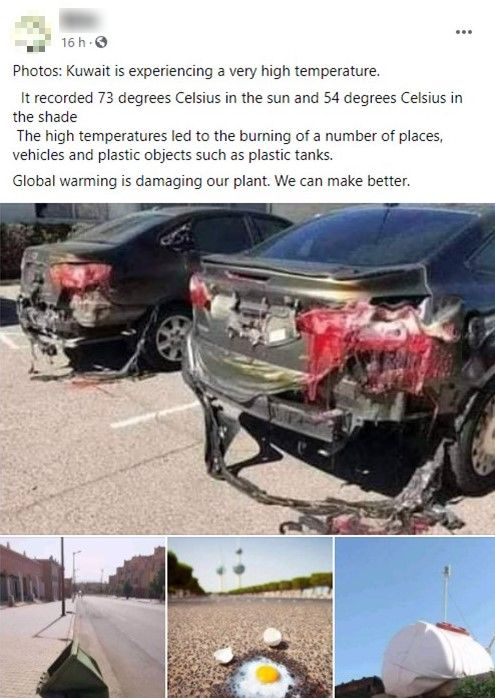 16 h ·
Photos: Kuwait is experiencing a very high temperature.
It recorded 73 degrees Celsius in the sun and 54 degrees Celsius in
the shade
The high temperatures led to the burning of a number of places,
vehicles and plastic objects such as plastic tanks.
Global warming is damaging our plant. We can make better.